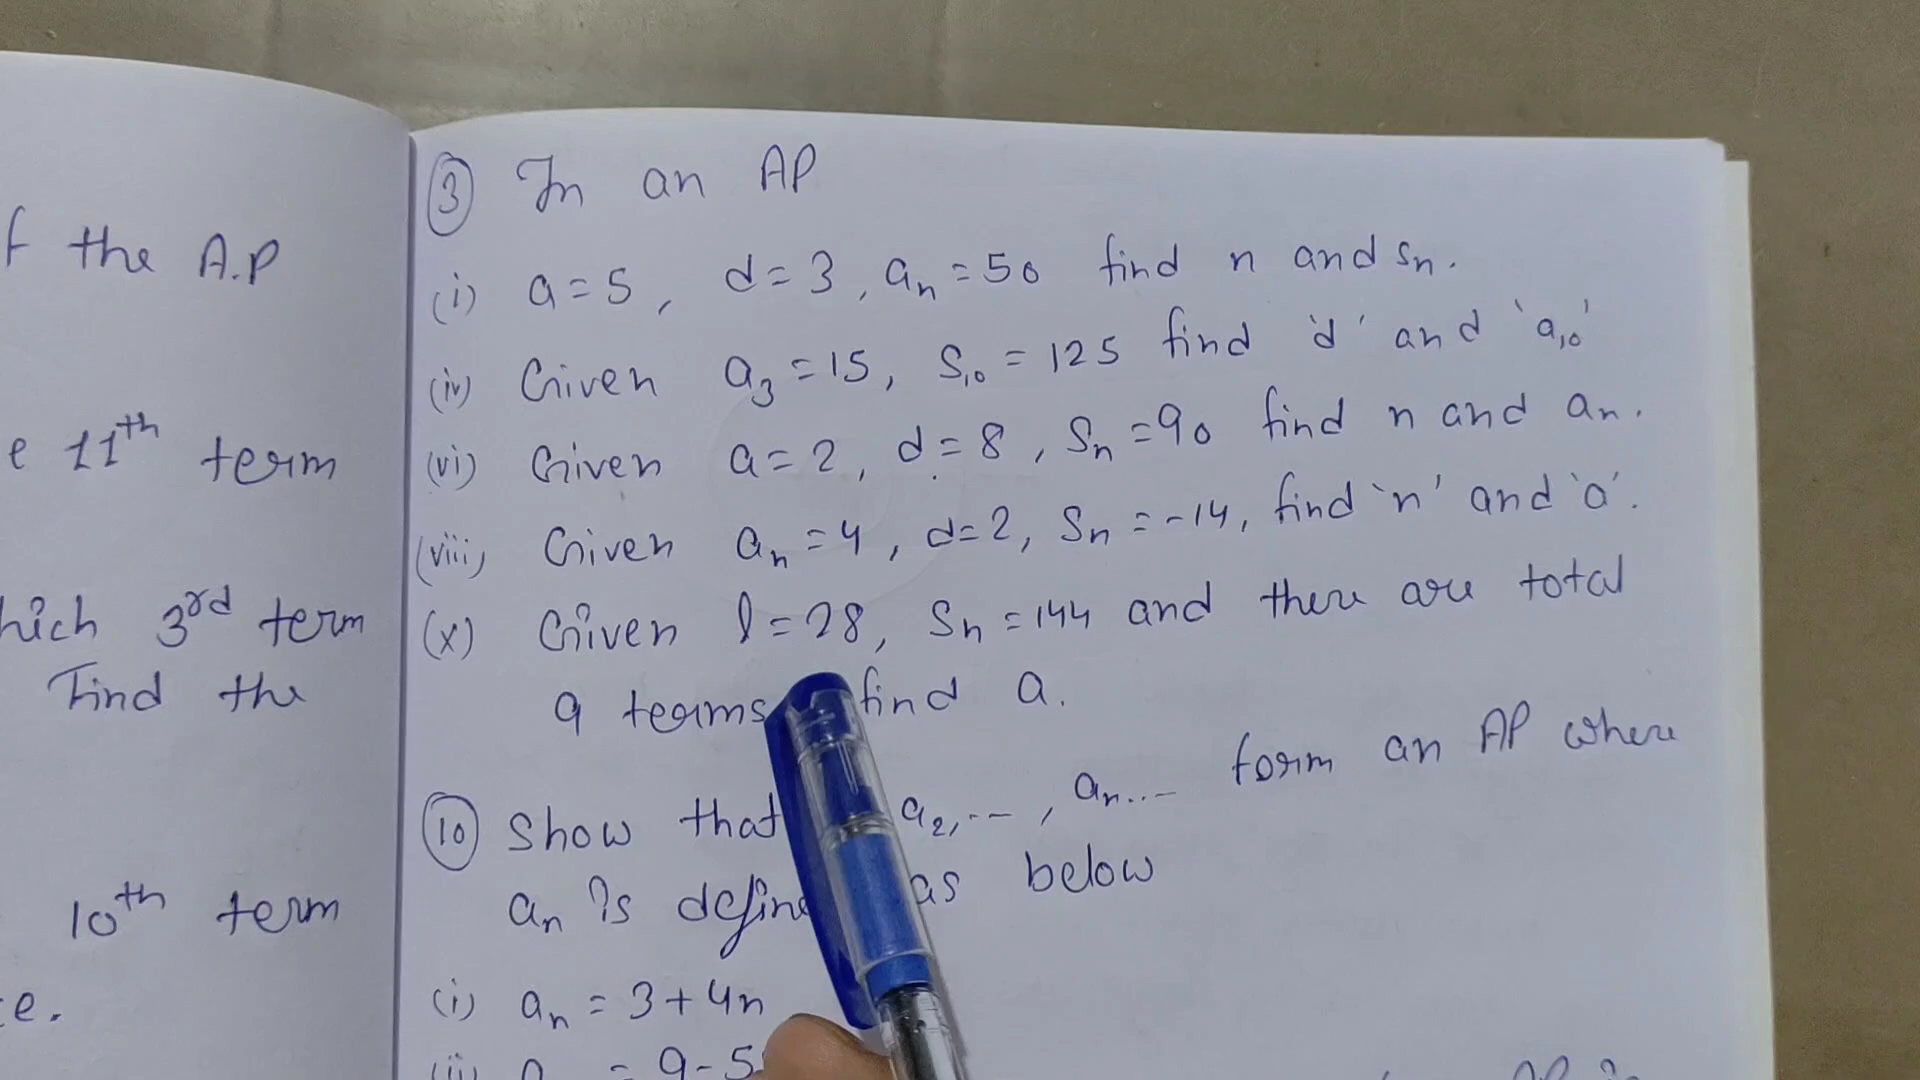 f the A.P
e 11th term
hich 3rd term
Find the
10th term
e.
③ In an AP
(i) a=5, d=3, an=50 find n and Sn.
(iv) Given a3=15, S10=125 find 'd' and 'a10'
(vi) Given a=2, d=8, Sn=90 find n and an.
(viii) Given an=4, d=2, Sn=-14, find 'n' and 'a'.
(x) Given l=28, Sn=144 and there are total
9 terms find a.
⑩ Show that a2,---, an... form an AP where
an is define as below
(i) an = 3+4n
(ii) = 9-5